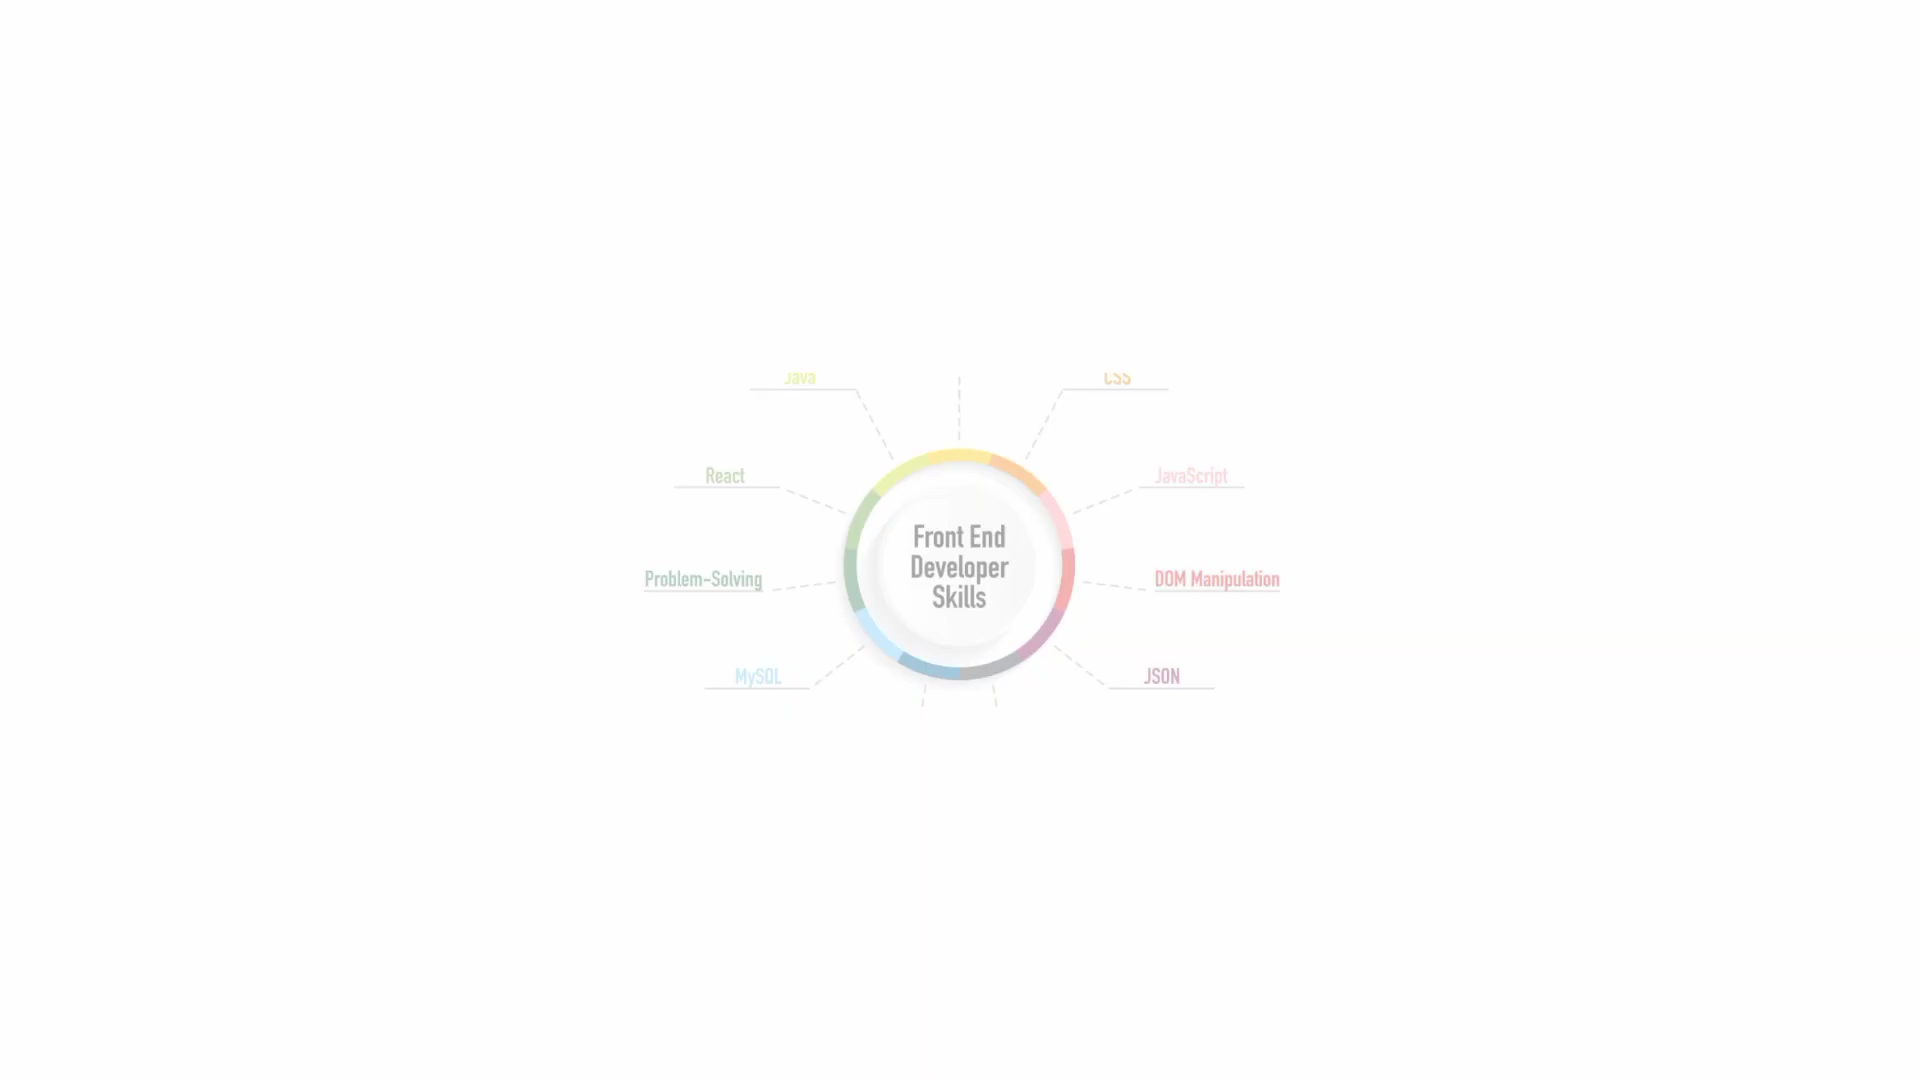 Java
CSS
React
JavaScript
Front End
Developer
Skills
Problem-Solving
DOM Manipulation
MySQL
JSON